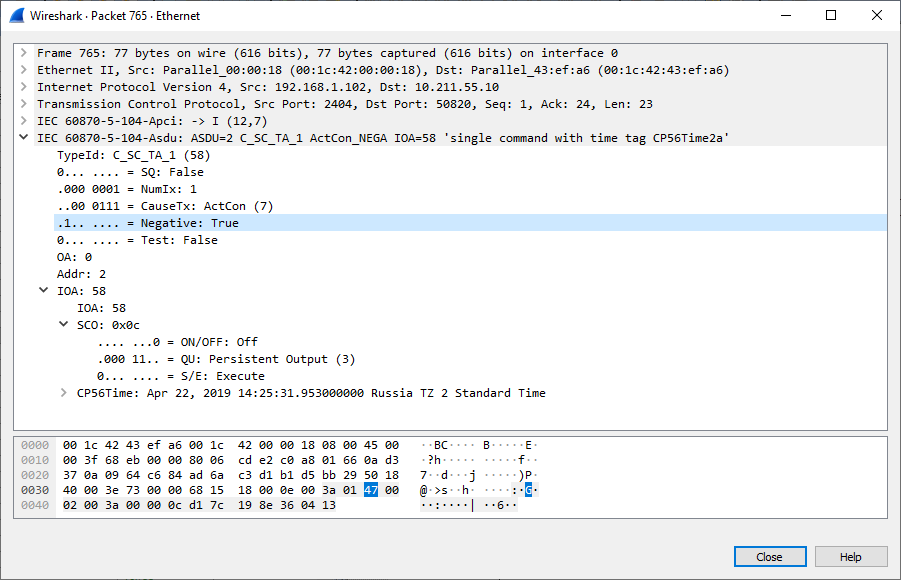 Wireshark · Packet 765 · Ethernet
Frame 765: 77 bytes on wire (616 bits), 77 bytes captured (616 bits) on interface 0
Ethernet II, Src: Parallel_00:00:18 (00:1c:42:00:00:18), Dst: Parallel_43:ef:a6 (00:1c:42:43:ef:a6)
Internet Protocol Version 4, Src: 192.168.1.102, Dst: 10.211.55.10
Transmission Control Protocol, Src Port: 2404, Dst Port: 50820, Seq: 1, Ack: 24, Len: 23
IEC 60870-5-104-Apci: -> I (12,7)
IEC 60870-5-104-Asdu: ASDU=2 C_SC_TA_1 ActCon_NEGA IOA=58 'single command with time tag CP56Time2a'
TypeId: C_SC_TA_1 (58)
0... .... = SQ: False
.000 0001 = NumIx: 1
..00 0111 = CauseTx: ActCon (7)
.1.. .... = Negative: True
0... .... = Test: False
OA: 0
Addr: 2
IOA: 58
IOA: 58
SCO: 0x0c
.... ...0 = ON/OFF: Off
.000 11.. = QU: Persistent Output (3)
0... .... = S/E: Execute
CP56Time: Apr 22, 2019 14:25:31.953000000 Russia TZ 2 Standard Time
0000 00 1c 42 43 ef a6 00 1c 42 00 00 18 08 00 45 00 ··BC···· B·····E·
0010 00 3f 68 eb 00 00 80 06 cd e2 c0 a8 01 66 0a d3 ·?h····· ·····f··
0020 37 0a 09 64 c6 84 ad 6a c3 d1 b1 d5 bb 29 50 18 7··d···j ·····)P·
0030 40 00 3e 73 00 00 68 15 18 00 0e 00 3a 01 47 00 @·>s··h· ····:·G·
0040 02 00 3a 00 00 0c d1 7c 19 8e 36 04 13 ··:····| ··6··
Close
Help